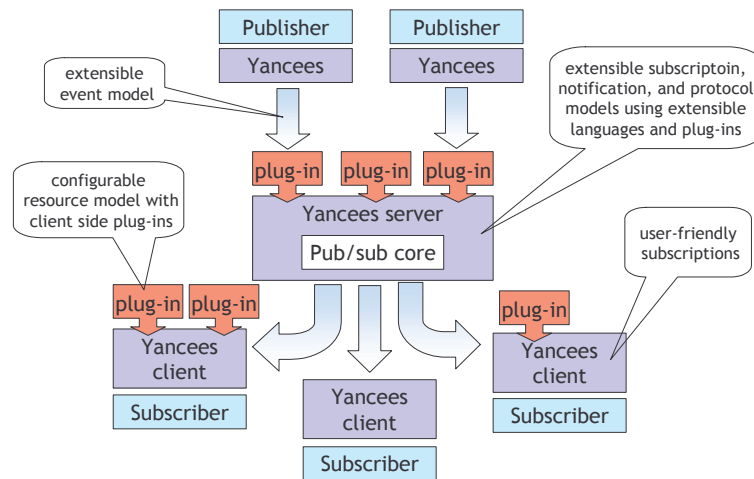 Publisher
Publisher
Yancees
Yancees
extensible
event model
extensible subscriptoin,
notification, and protocol
models using extensible
languages and plug-ins
plug-in
plug-in
plug-in
configurable
resource model with
client side plug-ins
Yancees server
Pub/sub core
user-friendly
subscriptions
plug-in
plug-in
plug-in
Yancees
client
Yancees
client
Yancees
client
Subscriber
Subscriber
Subscriber